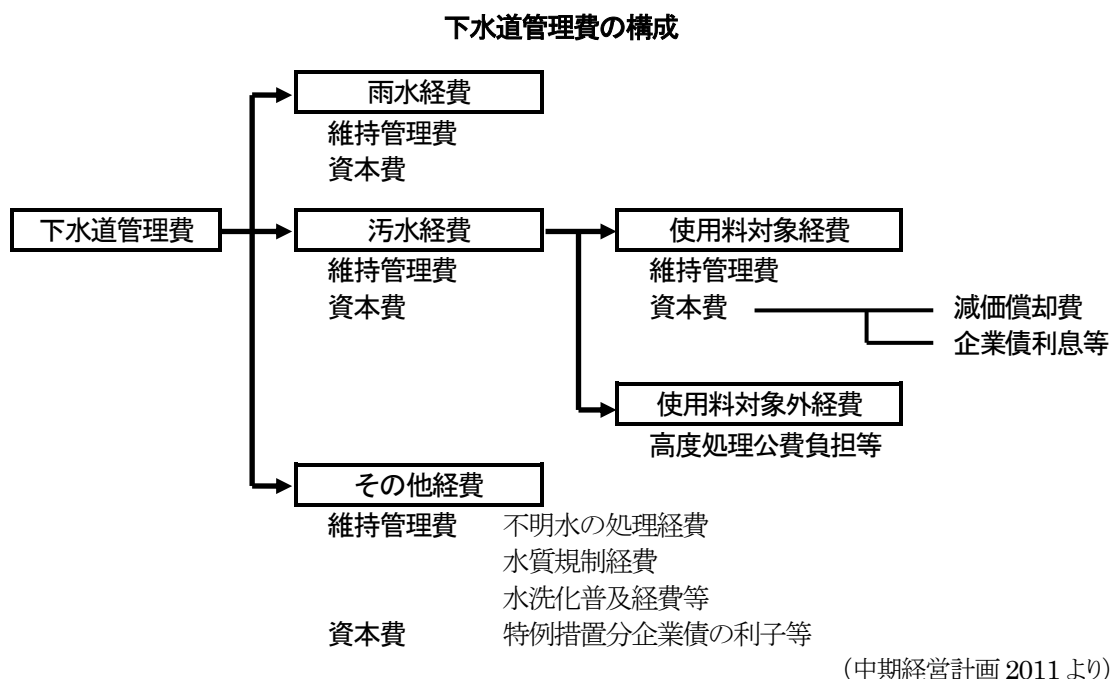 下水道管理費の構成
雨水経費
維持管理費
資本費
下水道管理費
汚水経費
使用料対象経費
維持管理費
維持管理費
資本費
資本費
減価償却費
企業債利息等
使用料対象外経費
高度処理公費負担等
その他経費
維持管理費 不明水の処理経費
水質規制経費
水洗化普及経費等
資本費 特例措置分企業債の利子等
（中期経営計画 2011 より）